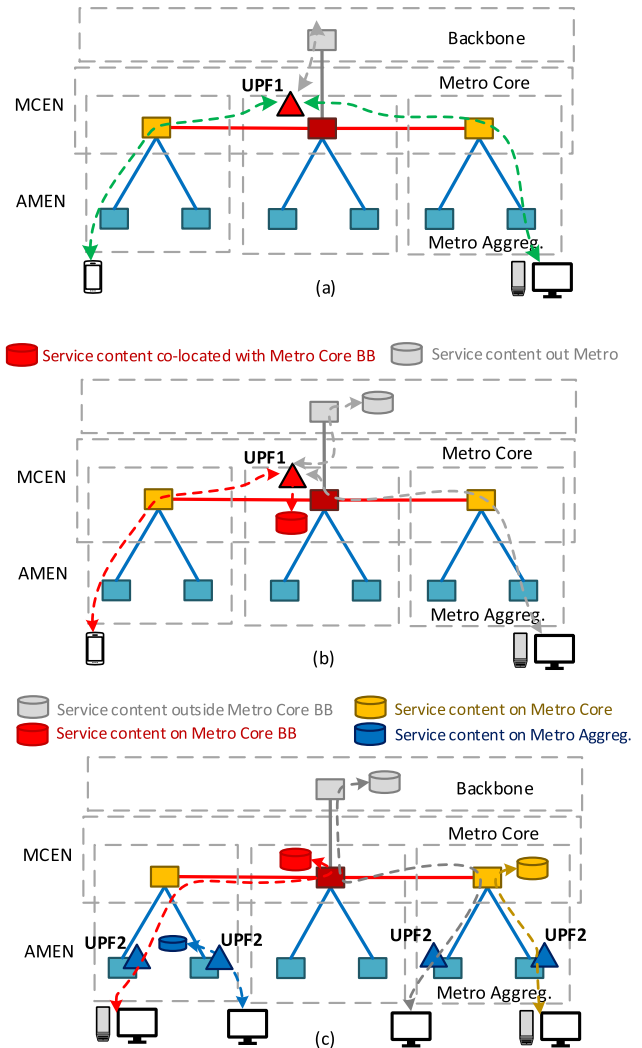 Backbone
Metro Core
UPF1
MCEN
AMEN
Metro Aggreg.
(a)
Service content co-located with Metro Core BB
Service content out Metro
Metro Core
UPF1
MCEN
AMEN
Metro Aggreg.
(b)
Service content outside Metro Core BB
Service content on Metro Core
Service content on Metro Core BB
Service content on Metro Aggreg.
Backbone
Metro Core
MCEN
AMEN
UPF2
UPF2
UPF2
UPF2
Metro Aggreg.
(c)